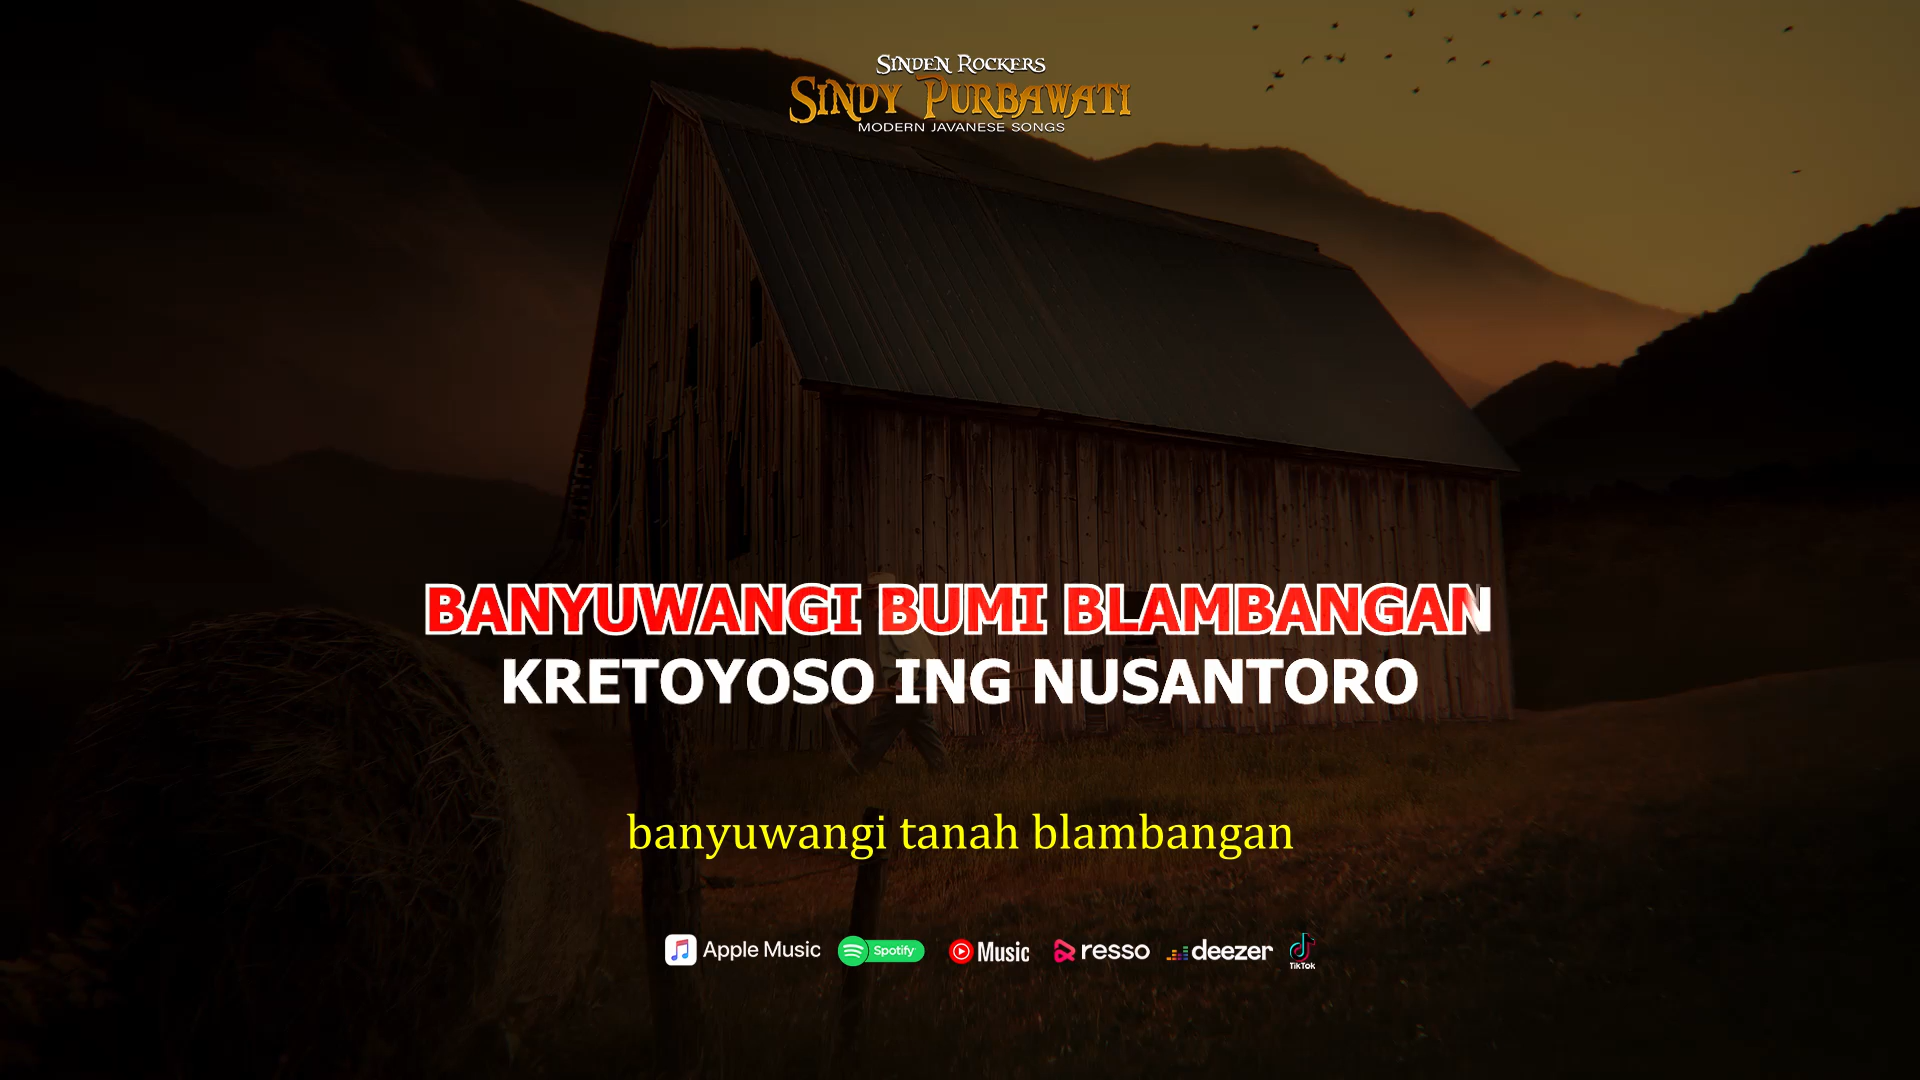 SINDEN ROCKERS
SINDY PURBAWATI
MODERN JAVANESE SONGS
BANYUWANGI BUMI BLAMBANGAN
KRETOYOSO ING NUSANTORO
banyuwangi tanah blambangan
Apple Music Spotify Music resso deezer TikTok